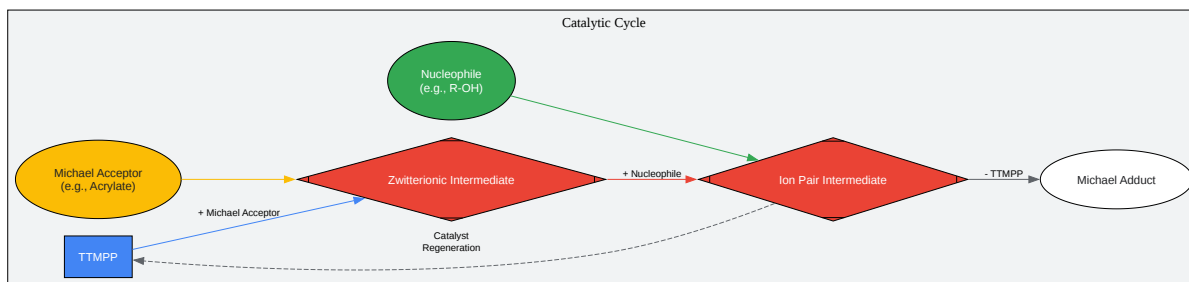 Catalytic Cycle
Nucleophile
(e.g., R-OH)
Michael Acceptor
(e.g., Acrylate)
Zwitterionic Intermediate
+ Nucleophile
Ion Pair Intermediate
- TTMPP
Michael Adduct
+ Michael Acceptor
TTMPP
Catalyst
Regeneration